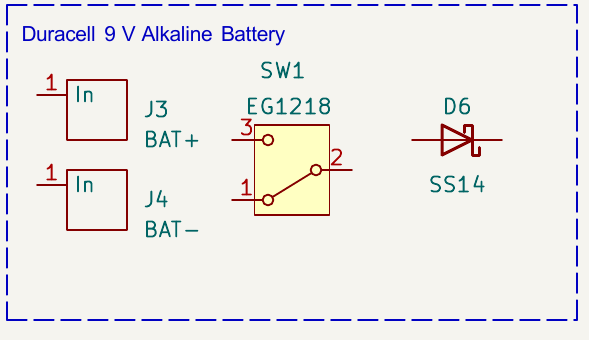 Duracell 9 V Alkaline Battery
1
In
J3
BAT+
1
In
J4
BAT−
SW1
EG1218
3
2
1
D6
SS14